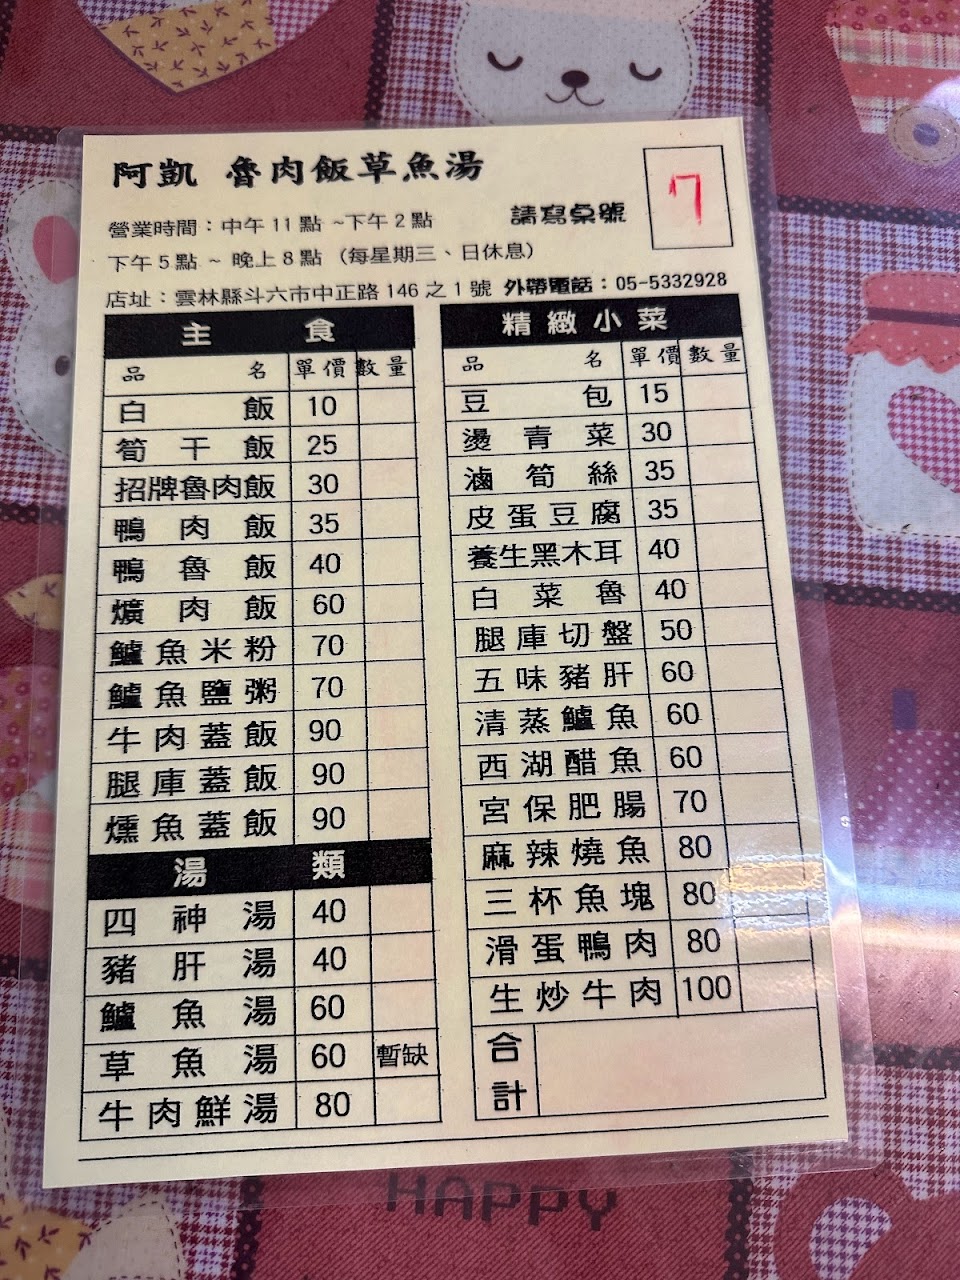 阿凱 魯肉飯草魚湯
7
請寫桌號
營業時間：中午 11 點 ~下午 2 點
下午 5 點 ~ 晚上 8 點 (每星期三、日休息)
店址：雲林縣斗六市中正路 146 之 1 號 外帶電話：05-5332928
主食
品名 單價 數量
白飯 10
筍干飯 25
招牌魯肉飯 30
鴨肉飯 35
鴨魯飯 40
爌肉飯 60
鱸魚米粉 70
鱸魚鹽粥 70
牛肉蓋飯 90
腿庫蓋飯 90
燻魚蓋飯 90
湯類
四神湯 40
豬肝湯 40
鱸魚湯 60
草魚湯 60 暫缺
牛肉鮮湯 80
精緻小菜
品名 單價 數量
豆包 15
燙青菜 30
滷筍絲 35
皮蛋豆腐 35
養生黑木耳 40
白菜魯 40
腿庫切盤 50
五味豬肝 60
清蒸鱸魚 60
西湖醋魚 60
宮保肥腸 70
麻辣燒魚 80
三杯魚塊 80
滑蛋鴨肉 80
生炒牛肉 100
合計
HAPPY